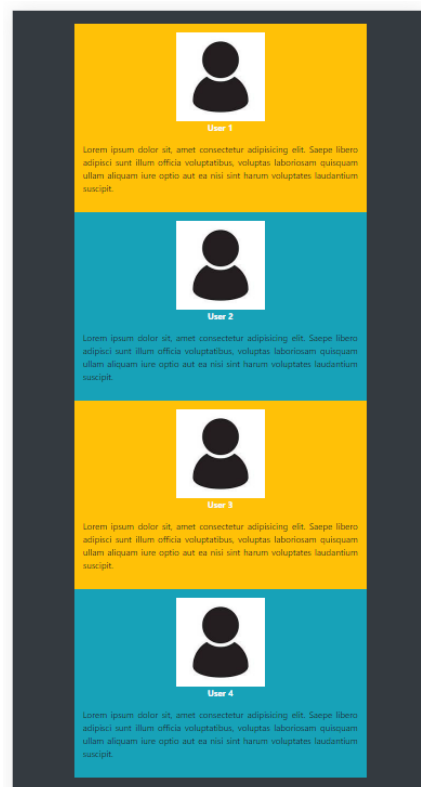 User 1
Lorem ipsum dolor sit, amet consectetur adipisicing elit. Saepe libero
adipisci sunt illum officia voluptatibus, voluptas laboriosam quisquam
ullam aliquam iure optio aut ea nisi sint harum voluptates laudantium
suscipit.
User 2
Lorem ipsum dolor sit, amet consectetur adipisicing elit. Saepe libero
adipisci sunt illum officia voluptatibus, voluptas laboriosam quisquam
ullam aliquam iure optio aut ea nisi sint harum voluptates laudantium
suscipit.
User 3
Lorem ipsum dolor sit, amet consectetur adipisicing elit. Saepe libero
adipisci sunt illum officia voluptatibus, voluptas laboriosam quisquam
ullam aliquam iure optio aut ea nisi sint harum voluptates laudantium
suscipit.
User 4
Lorem ipsum dolor sit, amet consectetur adipisicing elit. Saepe libero
adipisci sunt illum officia voluptatibus, voluptas laboriosam quisquam
ullam aliquam iure optio aut ea nisi sint harum voluptates laudantium
suscipit.